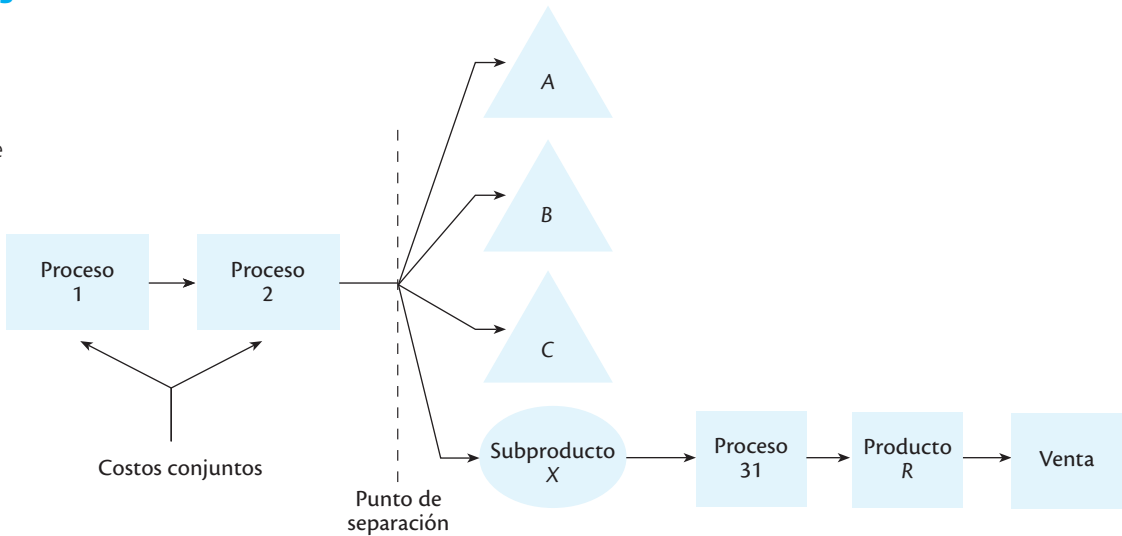 A
B
Proceso
1
Proceso
2
C
Subproducto
X
Proceso
31
Producto
R
Venta
Costos conjuntos
Punto de
separación